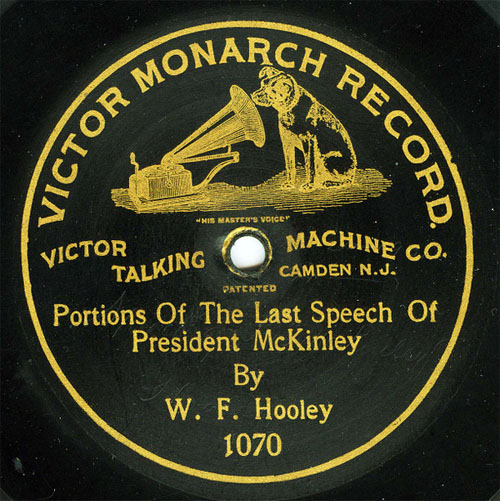 VICTOR MONARCH RECORD.
"HIS MASTER'S VOICE"
VICTOR TALKING MACHINE CO.
CAMDEN N.J.
PATENTED
Portions Of The Last Speech Of
President McKinley
By
W. F. Hooley
1070